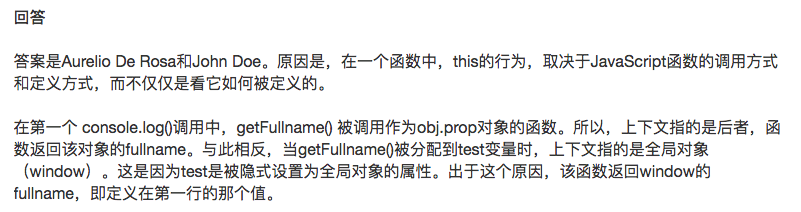 回答
答案是Aurelio De Rosa和John Doe。原因是，在一个函数中，this的行为，取决于JavaScript函数的调用方式
和定义方式，而不仅仅是看它如何被定义的。
在第一个 console.log()调用中，getFullname() 被调用作为obj.prop对象的函数。所以，上下文指的是后者，函
数返回该对象的fullname。与此相反，当getFullname()被分配到test变量时，上下文指的是全局对象
（window）。这是因为test是被隐式设置为全局对象的属性。出于这个原因，该函数返回window的
fullname，即定义在第一行的那个值。